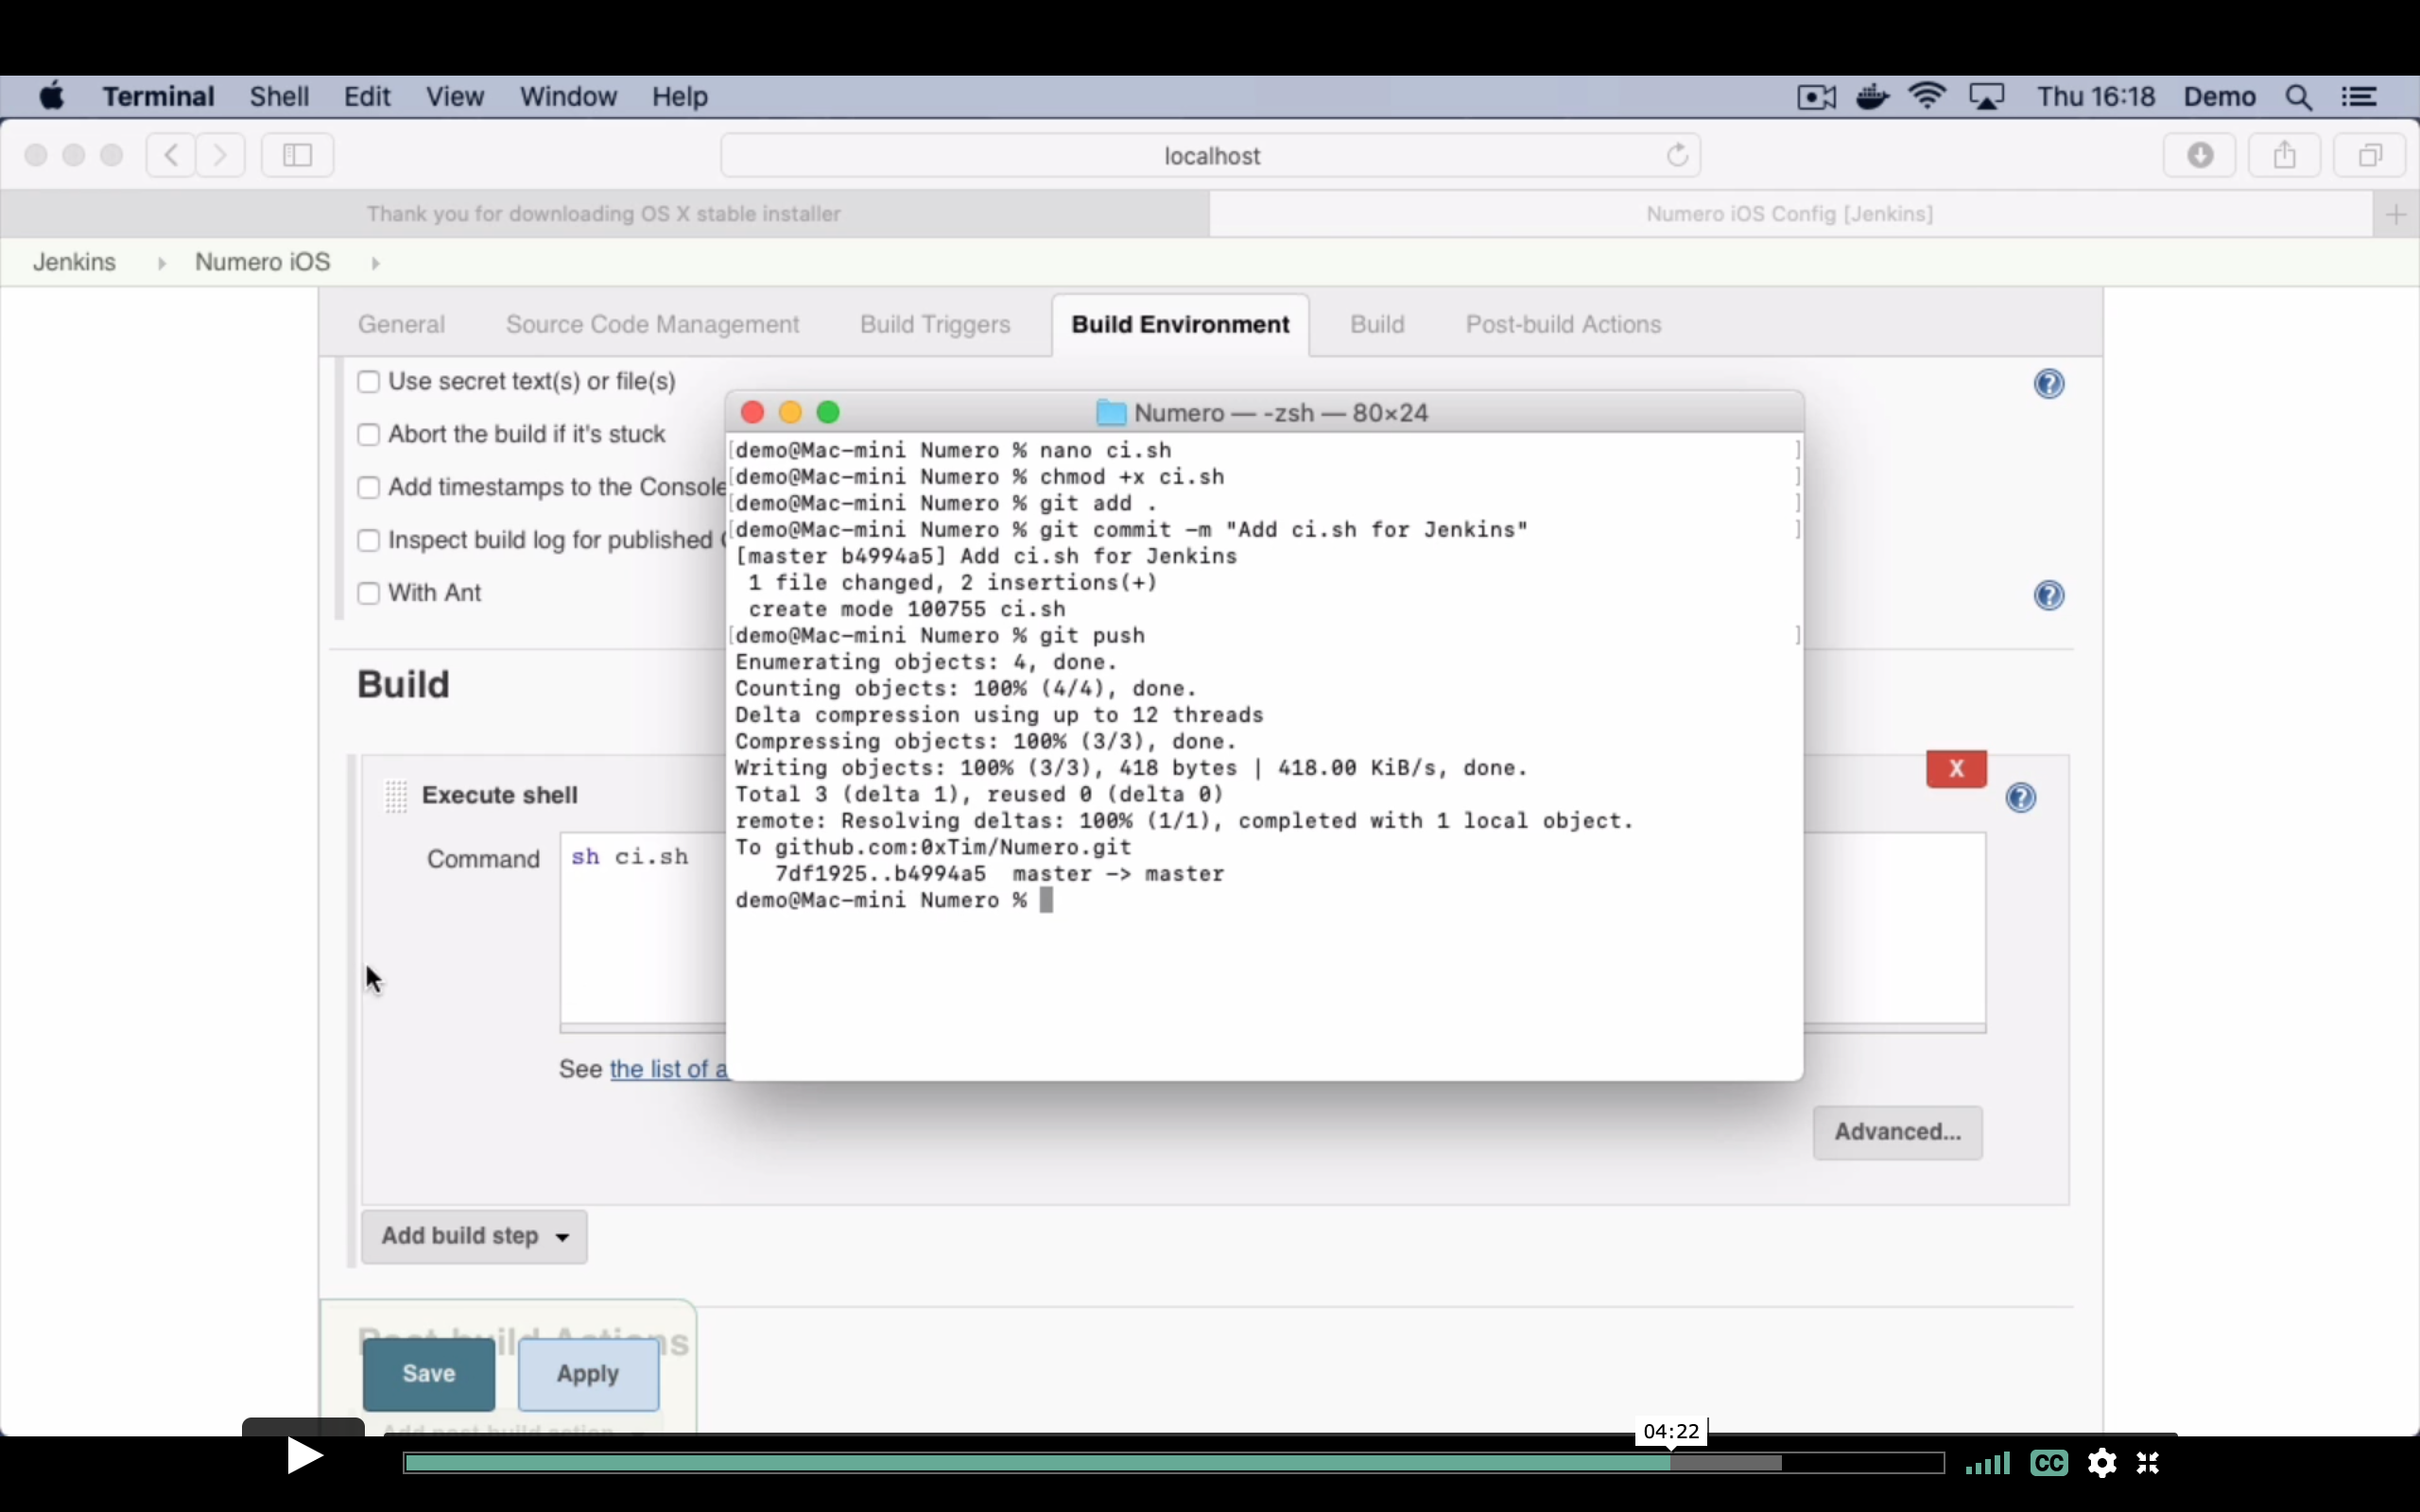 Terminal Shell Edit View Window Help Thu 16:18 Demo
localhost
Thank you for downloading OS X stable installer
Numero iOS Config [Jenkins]
Jenkins Numero iOS
General Source Code Management Build Triggers Build Environment Build Post-build Actions
Use secret text(s) or file(s)
Abort the build if it's stuck
Add timestamps to the Console
Inspect build log for published
With Ant
Build
Execute shell
X
Command sh ci.sh
See the list of a
Advanced...
Add build step
Save Apply
Numero — -zsh — 80×24
demo@Mac-mini Numero % nano ci.sh
demo@Mac-mini Numero % chmod +x ci.sh
demo@Mac-mini Numero % git add .
demo@Mac-mini Numero % git commit -m "Add ci.sh for Jenkins"
[master b4994a5] Add ci.sh for Jenkins
1 file changed, 2 insertions(+)
create mode 100755 ci.sh
demo@Mac-mini Numero % git push
Enumerating objects: 4, done.
Counting objects: 100% (4/4), done.
Delta compression using up to 12 threads
Compressing objects: 100% (3/3), done.
Writing objects: 100% (3/3), 418 bytes | 418.00 KiB/s, done.
Total 3 (delta 1), reused 0 (delta 0)
remote: Resolving deltas: 100% (1/1), completed with 1 local object.
To github.com:0xTim/Numero.git
7df1925..b4994a5 master -> master
demo@Mac-mini Numero %
04:22
CC